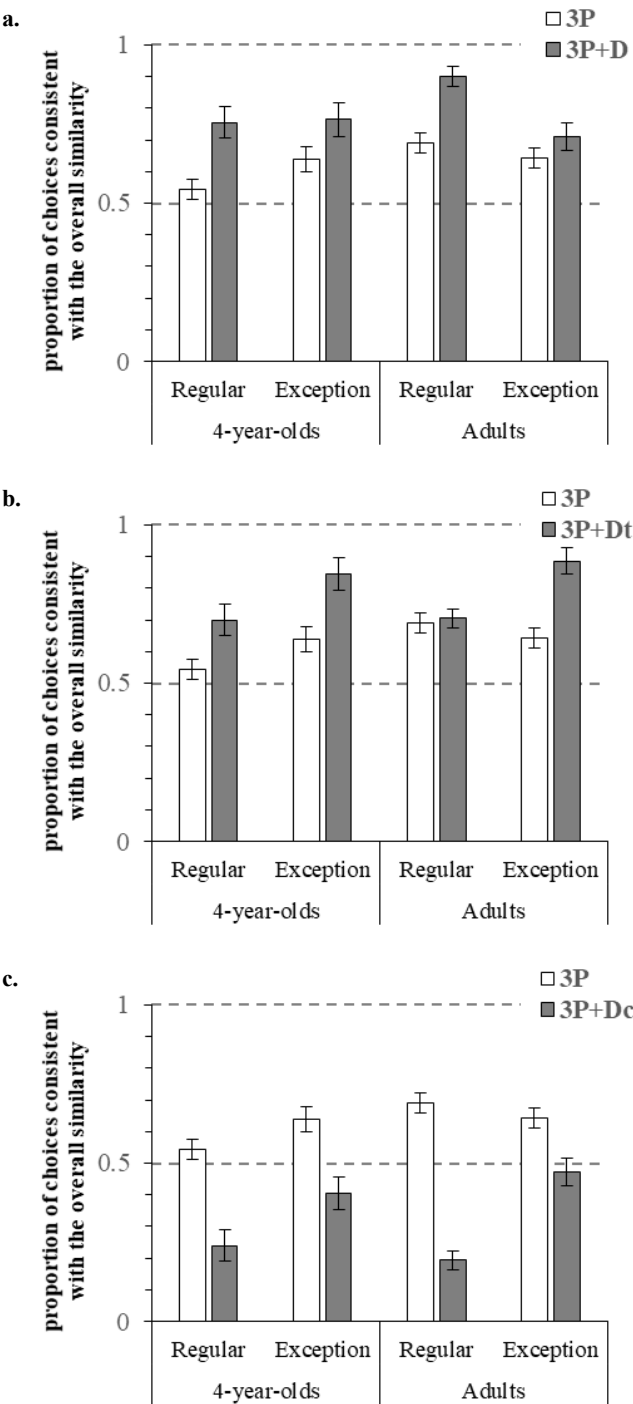 a.
3P
3P+D
proportion of choices consistent
with the overall similarity
1
0.5
0
Regular Exception Regular Exception
4-year-olds Adults
b.
3P
3P+Dt
proportion of choices consistent
with the overall similarity
1
0.5
0
Regular Exception Regular Exception
4-year-olds Adults
c.
3P
3P+Dc
proportion of choices consistent
with the overall similarity
1
0.5
0
Regular Exception Regular Exception
4-year-olds Adults